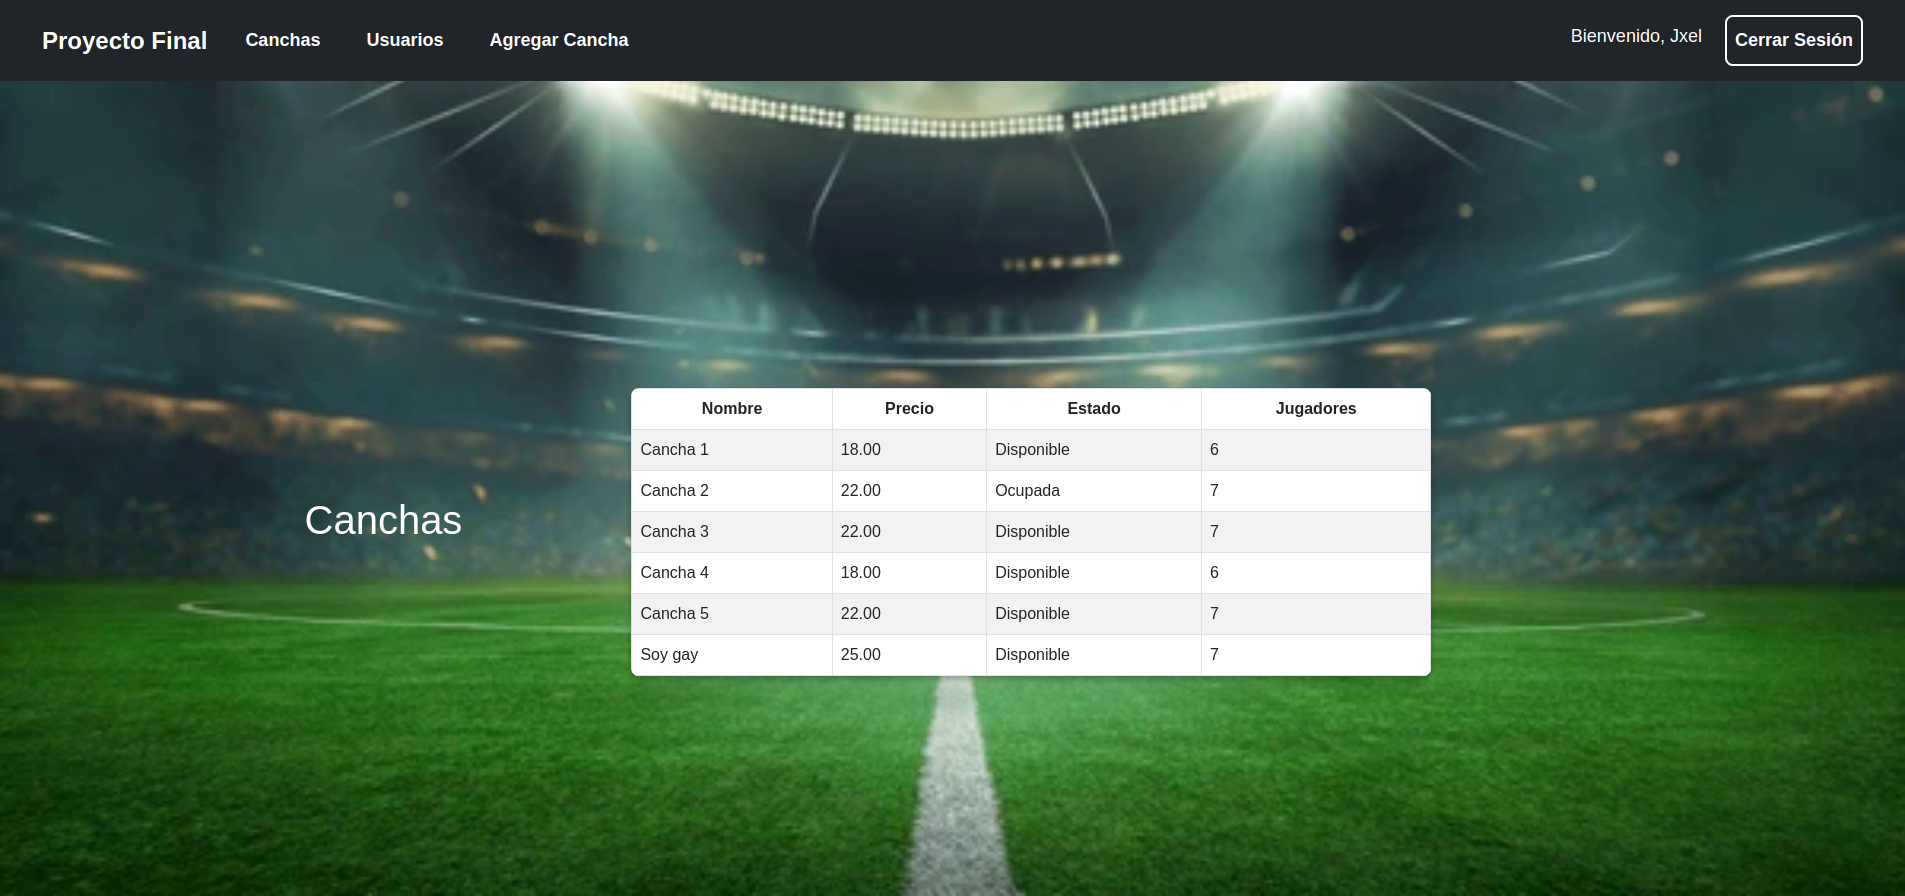 Proyecto Final Canchas Usuarios Agregar Cancha Bienvenido, Jxel Cerrar Sesión
Canchas
Nombre Precio Estado Jugadores
Cancha 1 18.00 Disponible 6
Cancha 2 22.00 Ocupada 7
Cancha 3 22.00 Disponible 7
Cancha 4 18.00 Disponible 6
Cancha 5 22.00 Disponible 7
Soy gay 25.00 Disponible 7